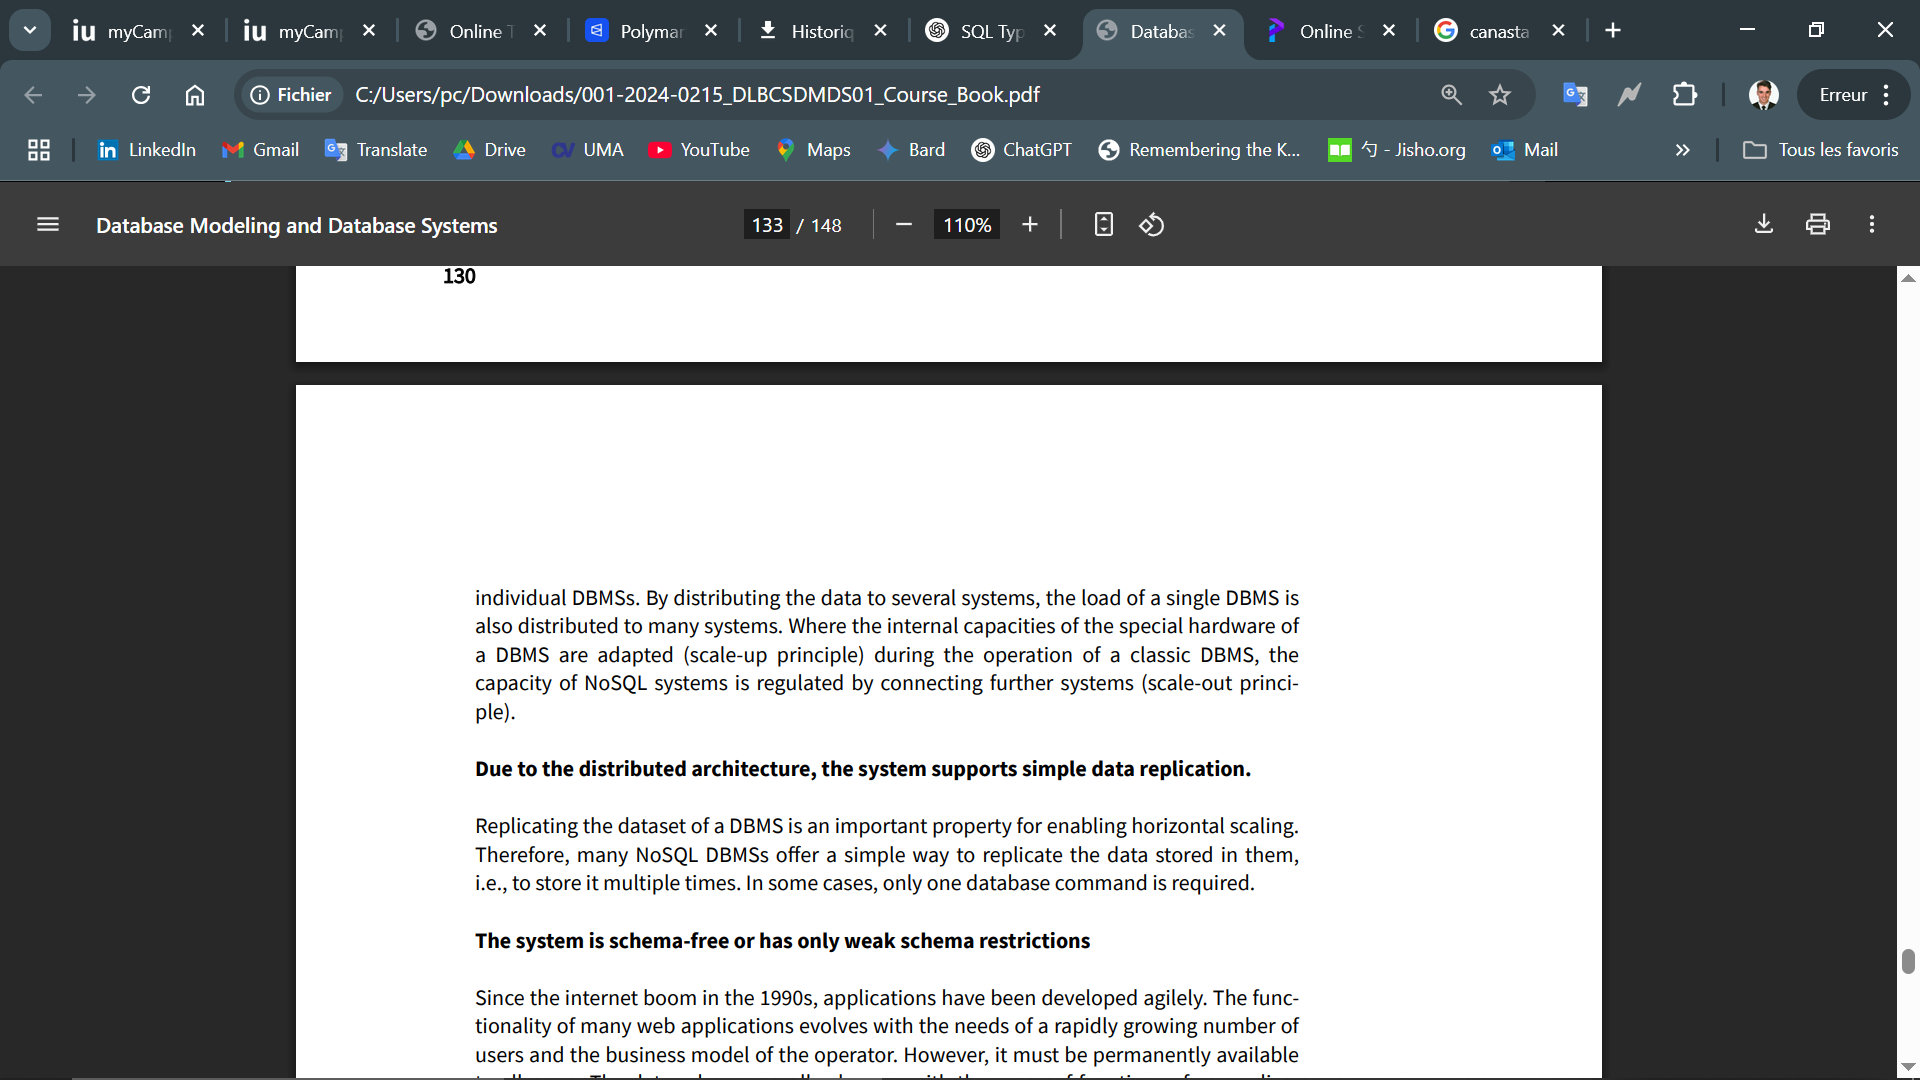 iu myCam
iu myCam
Online T
Polymar
Historiq
SQL Typ
Databas
Online S
canasta
Fichier
C:/Users/pc/Downloads/001-2024-0215_DLBCSDMDS01_Course_Book.pdf
Erreur
LinkedIn
Gmail
Translate
Drive
UMA
YouTube
Maps
Bard
ChatGPT
Remembering the K...
勺 - Jisho.org
Mail
Tous les favoris
Database Modeling and Database Systems
133 / 148
110%
130
individual DBMSs. By distributing the data to several systems, the load of a single DBMS is
also distributed to many systems. Where the internal capacities of the special hardware of
a DBMS are adapted (scale-up principle) during the operation of a classic DBMS, the
capacity of NoSQL systems is regulated by connecting further systems (scale-out princi-
ple).
Due to the distributed architecture, the system supports simple data replication.
Replicating the dataset of a DBMS is an important property for enabling horizontal scaling.
Therefore, many NoSQL DBMSs offer a simple way to replicate the data stored in them,
i.e., to store it multiple times. In some cases, only one database command is required.
The system is schema-free or has only weak schema restrictions
Since the internet boom in the 1990s, applications have been developed agilely. The func-
tionality of many web applications evolves with the needs of a rapidly growing number of
users and the business model of the operator. However, it must be permanently available